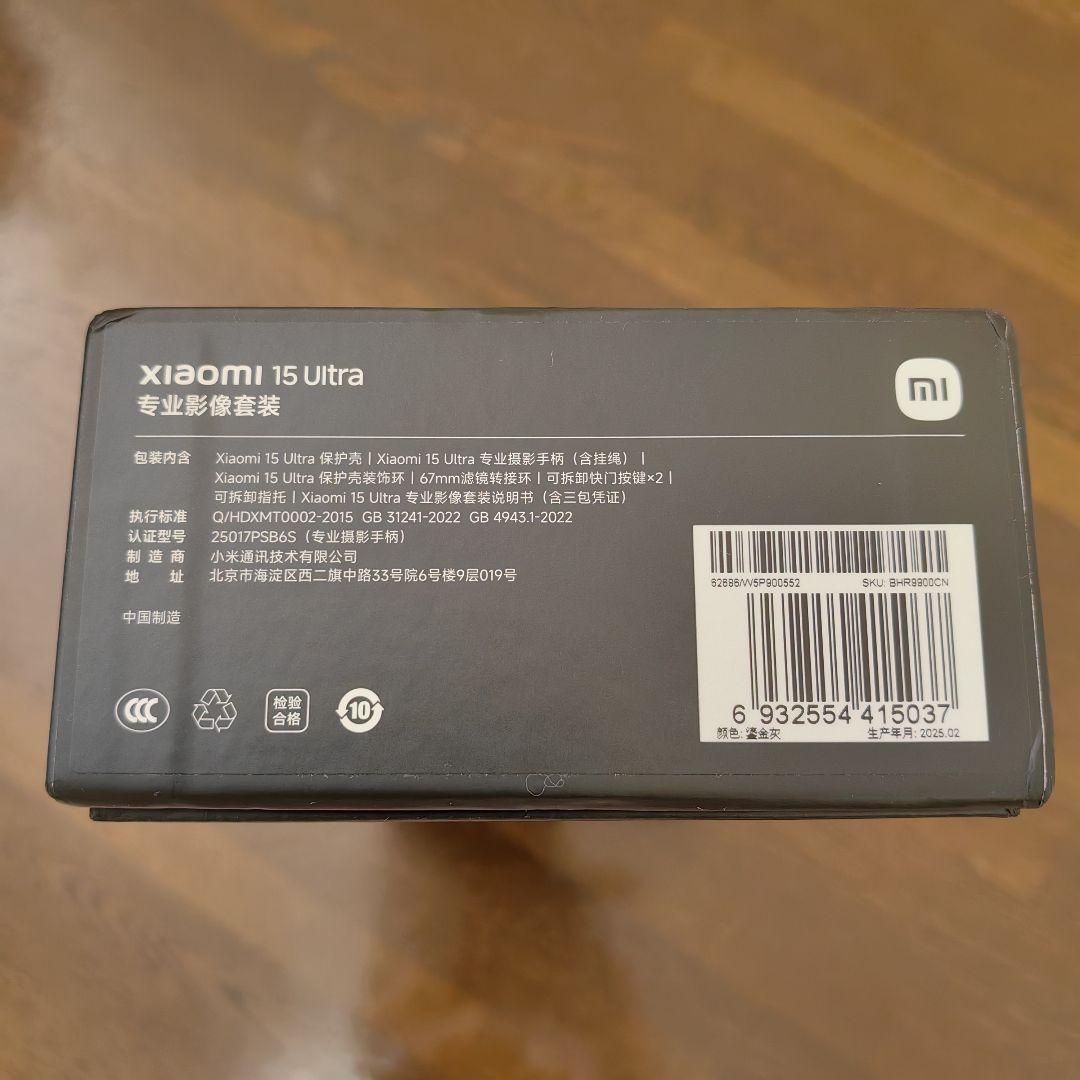 xiaomi 15 Ultra
专业影像套装
mi
包装内含 Xiaomi 15 Ultra 保护壳 | Xiaomi 15 Ultra 专业摄影手柄（含挂绳） |
Xiaomi 15 Ultra 保护壳装饰环 | 67mm滤镜转接环 | 可拆卸快门按键×2 |
可拆卸指托 | Xiaomi 15 Ultra 专业影像套装说明书（含三包凭证）
执行标准 Q/HDXMT0002-2015 GB 31241-2022 GB 4943.1-2022
认证型号 25017PSB6S（专业摄影手柄）
制造商 小米通讯技术有限公司
地址 北京市海淀区西二旗中路33号院6号楼9层019号
中国制造
CCC
检验
合格
10
62696/W5P900552 SKU: BHR9900CN
6 932554 415037
颜色: 鎏金灰 生产年月: 2025.02